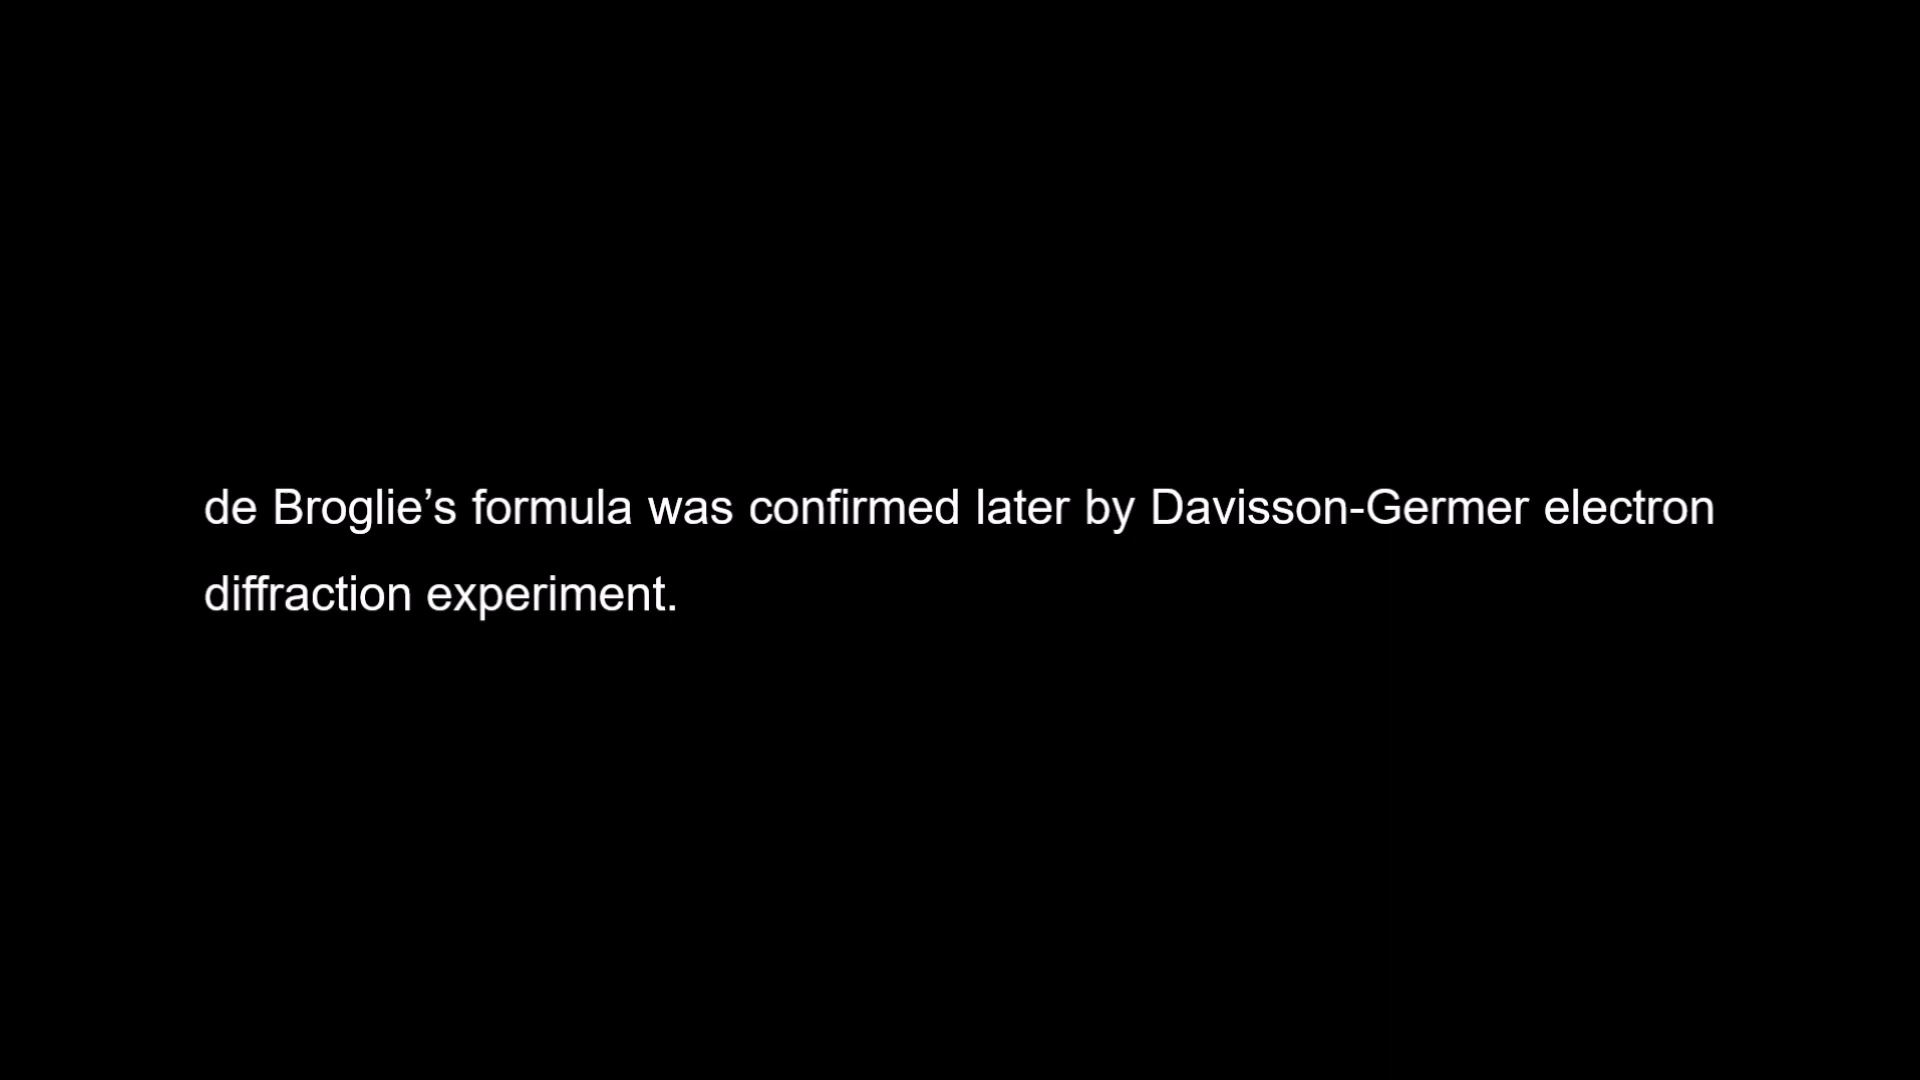 de Broglie’s formula was confirmed later by Davisson-Germer electron
diffraction experiment.